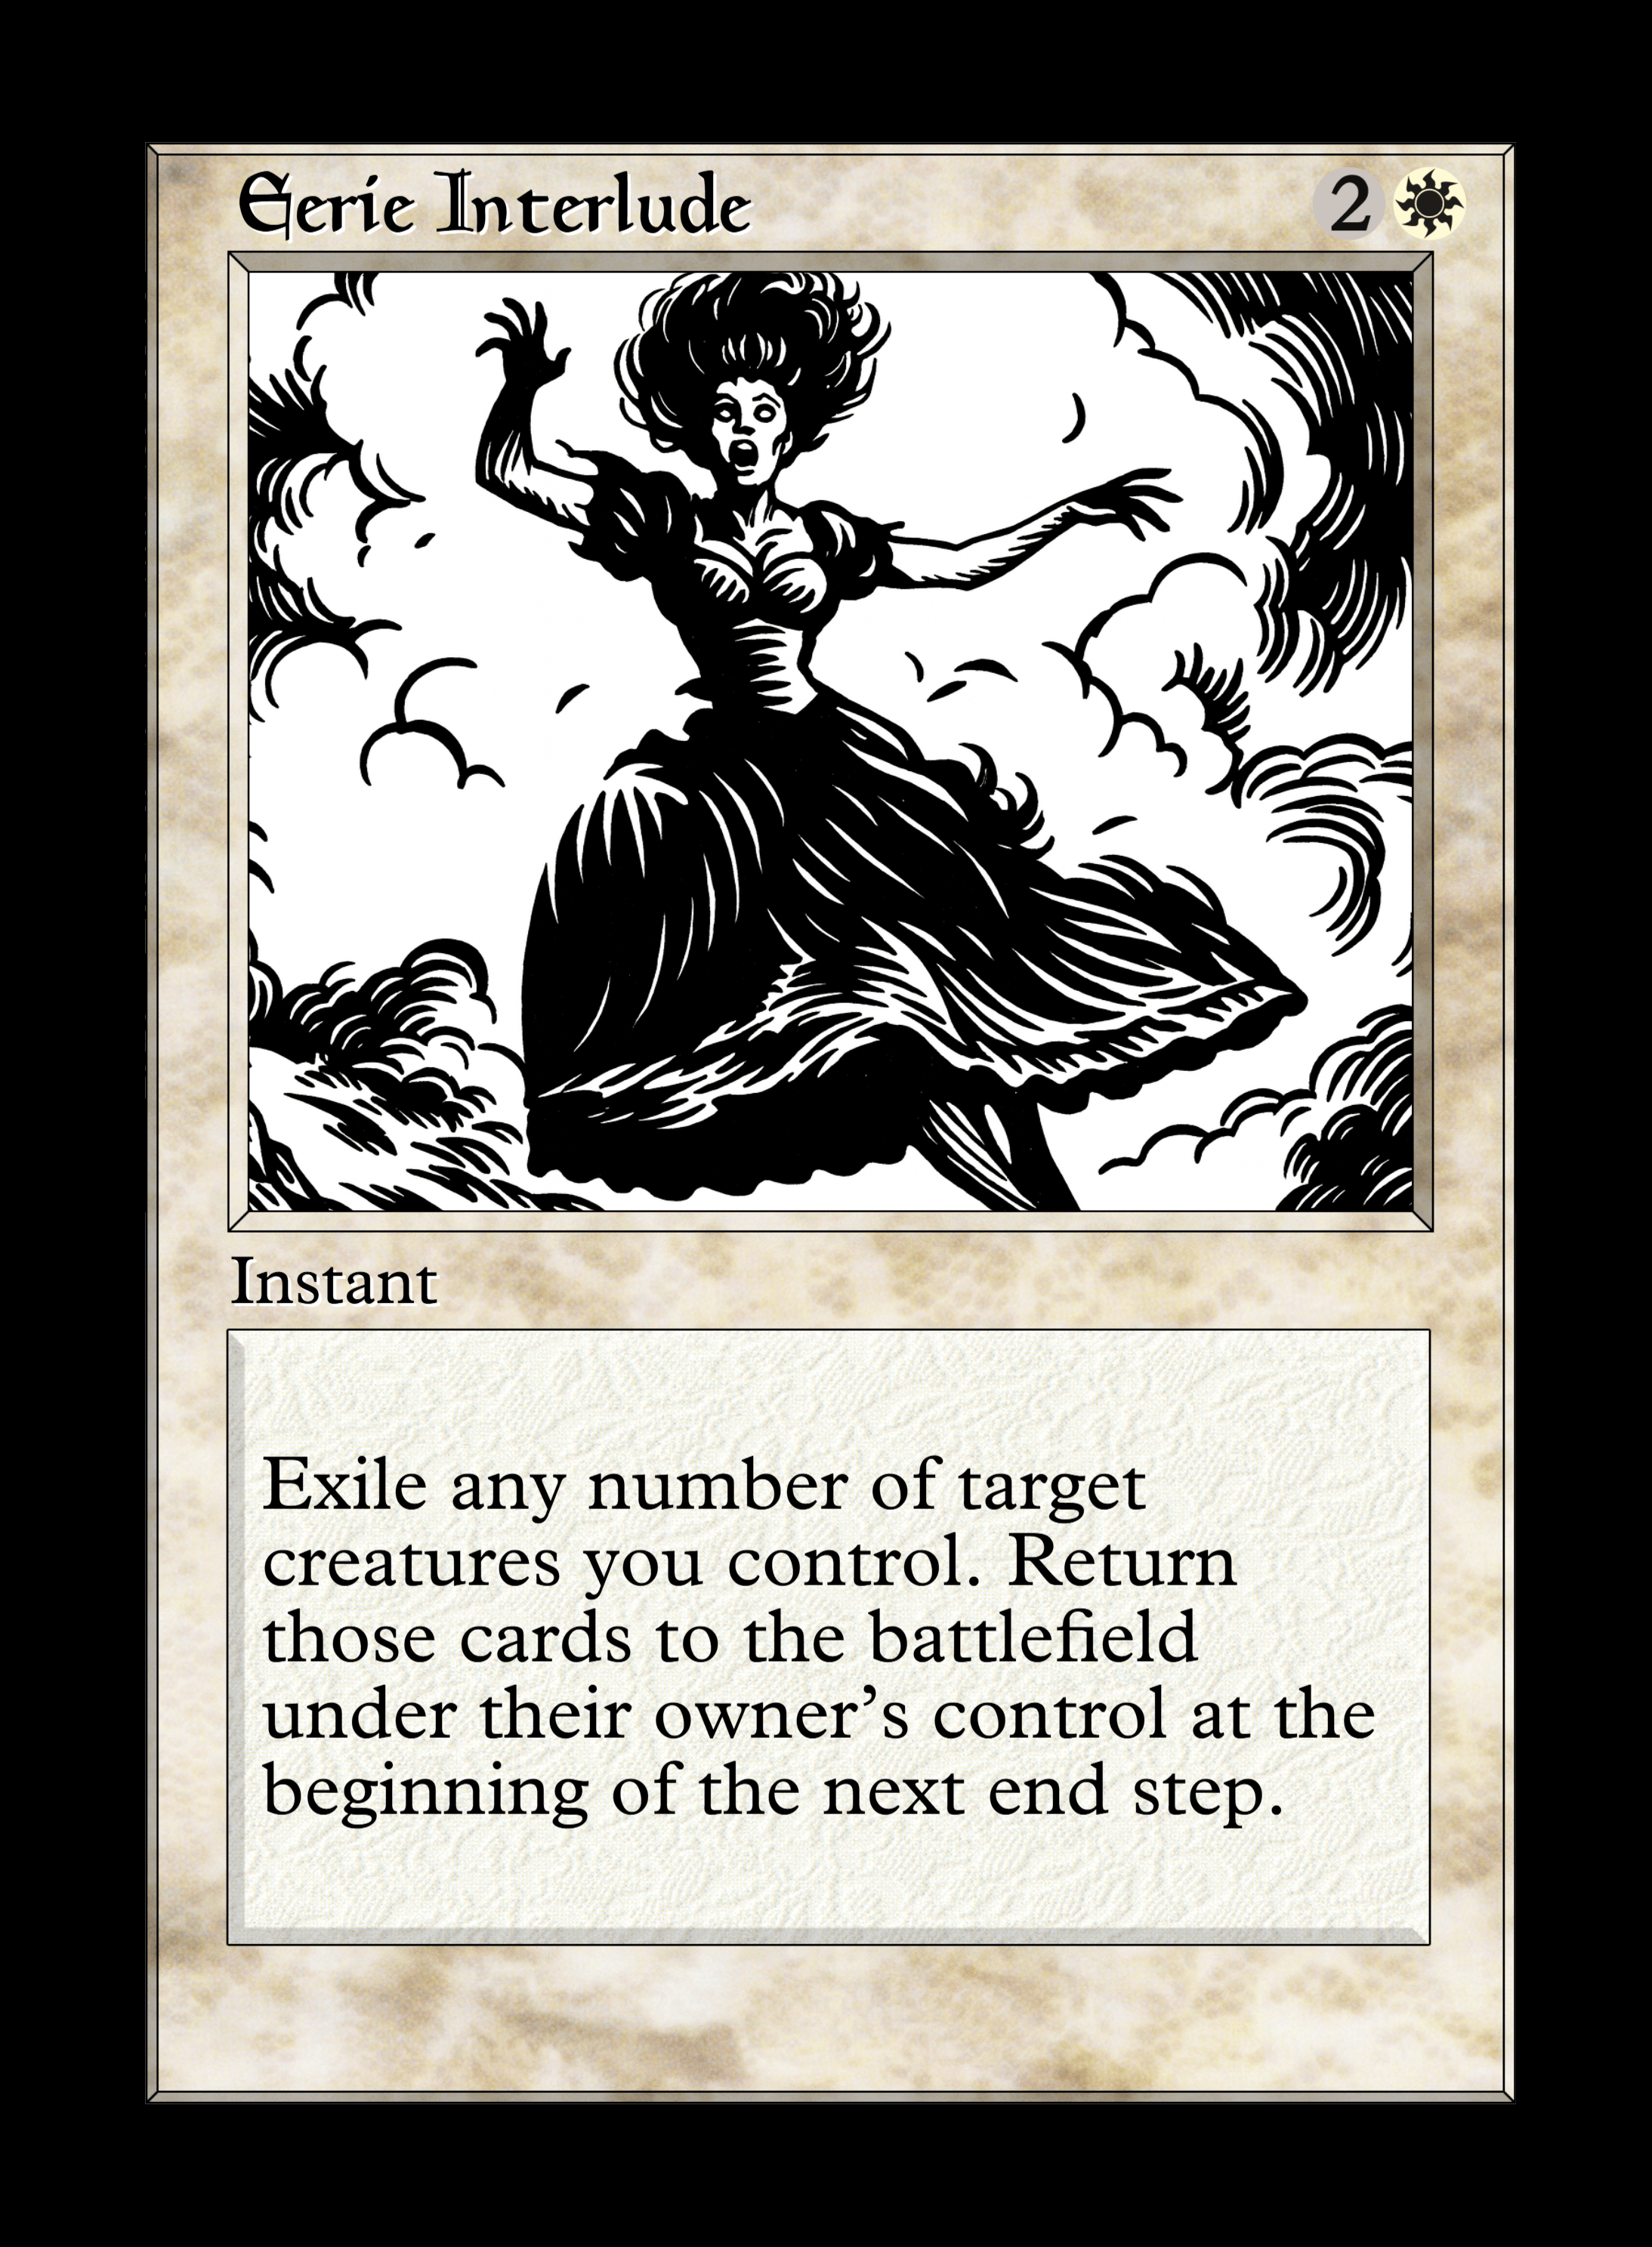 Eerie Interlude 2
Instant
Exile any number of target
creatures you control. Return
those cards to the battlefield
under their owner’s control at the
beginning of the next end step.